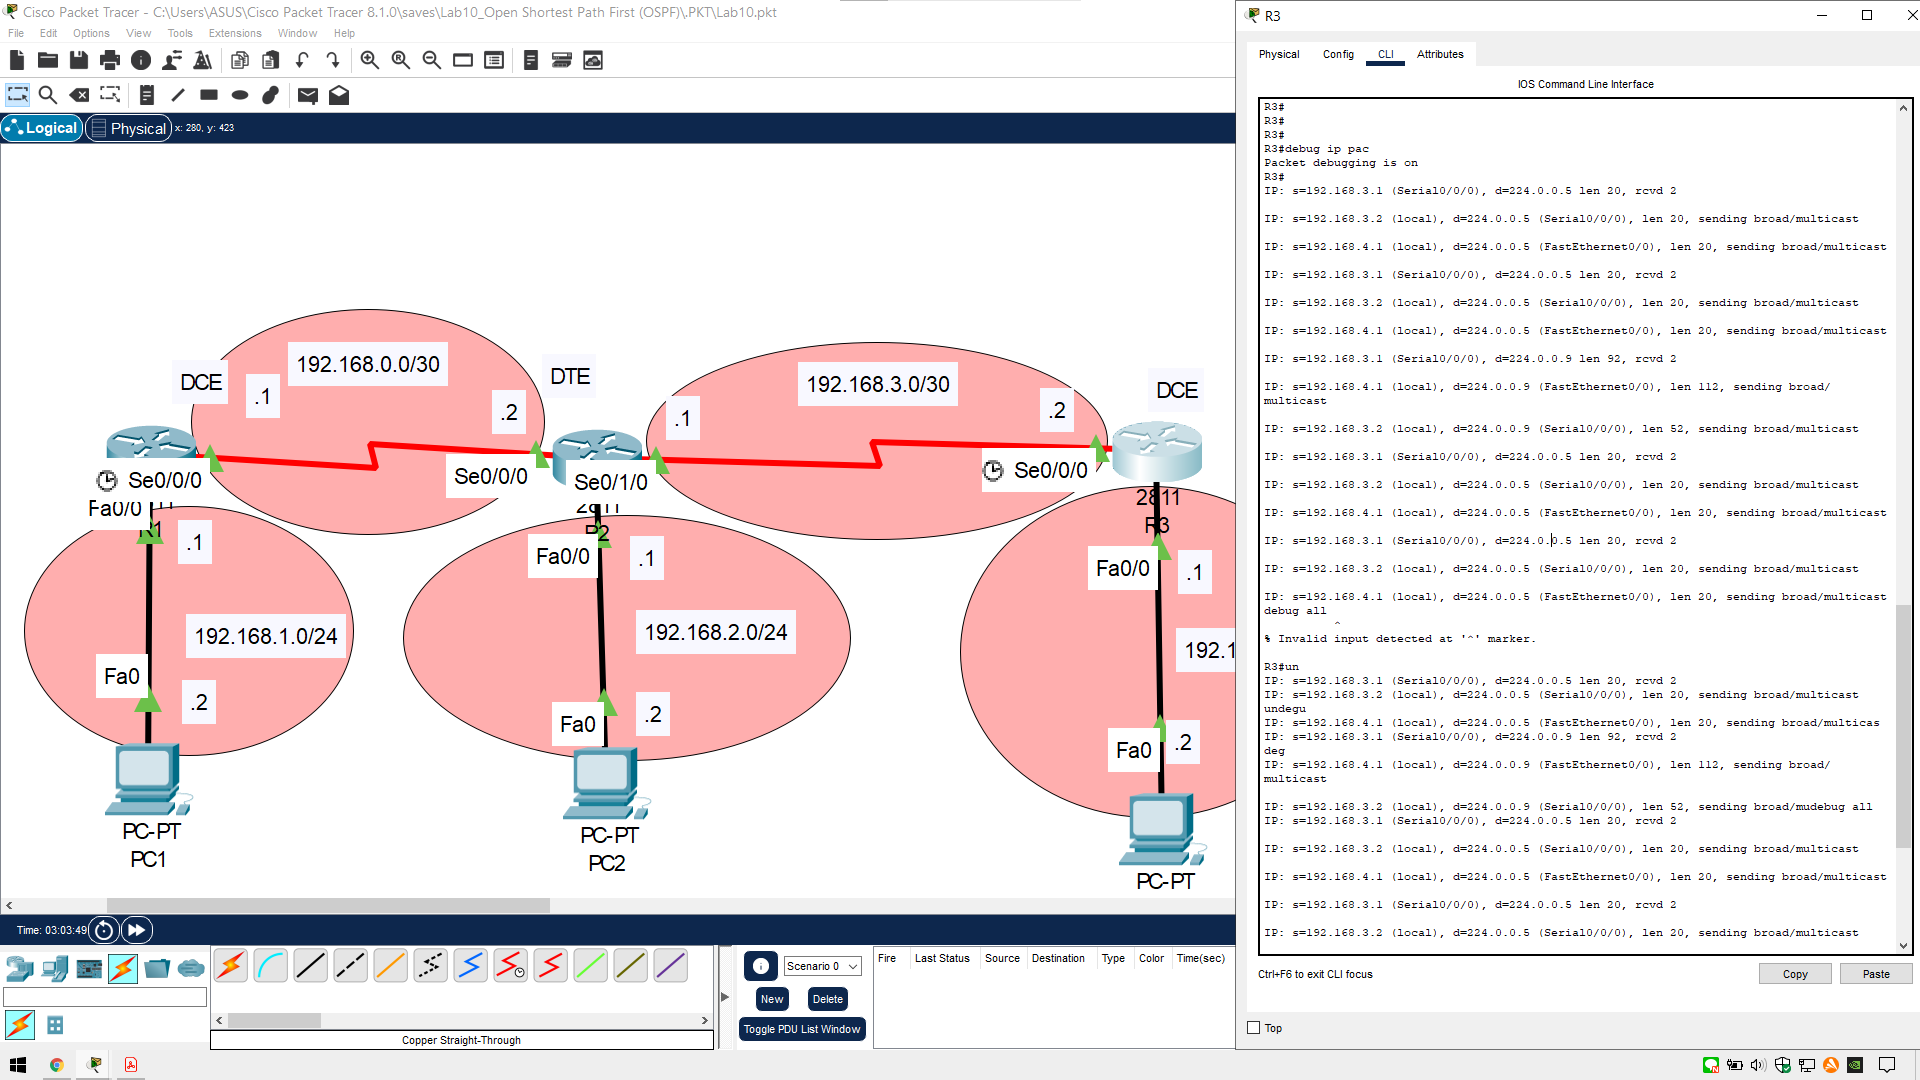 Cisco Packet Tracer - C:\Users\ASUS\Cisco Packet Tracer 8.1.0\saves\Lab10_Open Shortest Path First (OSPF)\.PKT\Lab10.pkt
File Edit Options View Tools Extensions Window Help
Logical Physical x: 280, y: 423
192.168.0.0/30
DCE
.1
.2
DTE
192.168.3.0/30
.1
.2
DCE
Se0/0/0
Se0/0/0
Se0/1/0
Se0/0/0
Fa0/0
R1
2811
R2
2811
R3
.1
Fa0/0
.1
Fa0/0
.1
192.168.1.0/24
192.168.2.0/24
192.1
Fa0
.2
Fa0
.2
Fa0
.2
PC-PT
PC1
PC-PT
PC2
PC-PT
Time: 03:03:49
Scenario 0
New Delete
Toggle PDU List Window
Fire Last Status Source Destination Type Color Time(sec)
Copper Straight-Through
R3
Physical Config CLI Attributes
IOS Command Line Interface
R3#
R3#
R3#
R3#debug ip pac
Packet debugging is on
R3#
IP: s=192.168.3.1 (Serial0/0/0), d=224.0.0.5 len 20, rcvd 2
IP: s=192.168.3.2 (local), d=224.0.0.5 (Serial0/0/0), len 20, sending broad/multicast
IP: s=192.168.4.1 (local), d=224.0.0.5 (FastEthernet0/0), len 20, sending broad/multicast
IP: s=192.168.3.1 (Serial0/0/0), d=224.0.0.5 len 20, rcvd 2
IP: s=192.168.3.2 (local), d=224.0.0.5 (Serial0/0/0), len 20, sending broad/multicast
IP: s=192.168.4.1 (local), d=224.0.0.5 (FastEthernet0/0), len 20, sending broad/multicast
IP: s=192.168.3.1 (Serial0/0/0), d=224.0.0.9 len 92, rcvd 2
IP: s=192.168.4.1 (local), d=224.0.0.9 (FastEthernet0/0), len 112, sending broad/
multicast
IP: s=192.168.3.2 (local), d=224.0.0.9 (Serial0/0/0), len 52, sending broad/multicast
IP: s=192.168.3.1 (Serial0/0/0), d=224.0.0.5 len 20, rcvd 2
IP: s=192.168.3.2 (local), d=224.0.0.5 (Serial0/0/0), len 20, sending broad/multicast
IP: s=192.168.4.1 (local), d=224.0.0.5 (FastEthernet0/0), len 20, sending broad/multicast
IP: s=192.168.3.1 (Serial0/0/0), d=224.0.0.5 len 20, rcvd 2
IP: s=192.168.3.2 (local), d=224.0.0.5 (Serial0/0/0), len 20, sending broad/multicast
IP: s=192.168.4.1 (local), d=224.0.0.5 (FastEthernet0/0), len 20, sending broad/multicast
debug all
^
% Invalid input detected at '^' marker.
R3#un
IP: s=192.168.3.1 (Serial0/0/0), d=224.0.0.5 len 20, rcvd 2
IP: s=192.168.3.2 (local), d=224.0.0.5 (Serial0/0/0), len 20, sending broad/multicast
undegu
IP: s=192.168.4.1 (local), d=224.0.0.5 (FastEthernet0/0), len 20, sending broad/multicas
IP: s=192.168.3.1 (Serial0/0/0), d=224.0.0.9 len 92, rcvd 2
deg
IP: s=192.168.4.1 (local), d=224.0.0.9 (FastEthernet0/0), len 112, sending broad/
multicast
IP: s=192.168.3.2 (local), d=224.0.0.9 (Serial0/0/0), len 52, sending broad/mudebug all
IP: s=192.168.3.1 (Serial0/0/0), d=224.0.0.5 len 20, rcvd 2
IP: s=192.168.3.2 (local), d=224.0.0.5 (Serial0/0/0), len 20, sending broad/multicast
IP: s=192.168.4.1 (local), d=224.0.0.5 (FastEthernet0/0), len 20, sending broad/multicast
IP: s=192.168.3.1 (Serial0/0/0), d=224.0.0.5 len 20, rcvd 2
IP: s=192.168.3.2 (local), d=224.0.0.5 (Serial0/0/0), len 20, sending broad/multicast
Ctrl+F6 to exit CLI focus
Copy Paste
Top